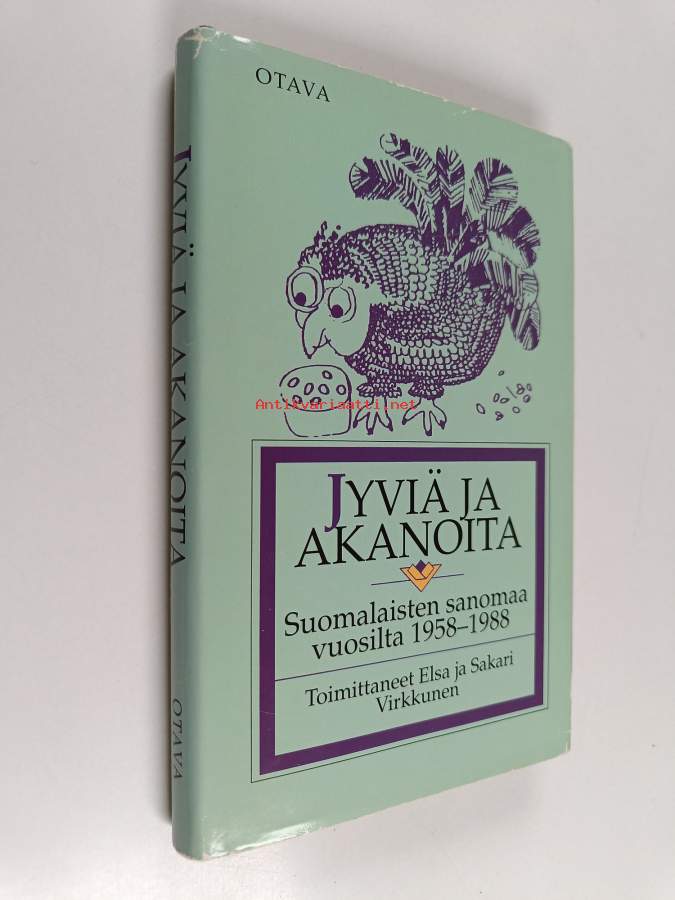 OTAVA
Antikvariaatti.net
JYVIÄ JA
AKANOITA
Suomalaisten sanomaa
vuosilta 1958–1988
Toimittaneet Elsa ja Sakari
Virkkunen
JYVIÄ JA AKANOITA
OTAVA